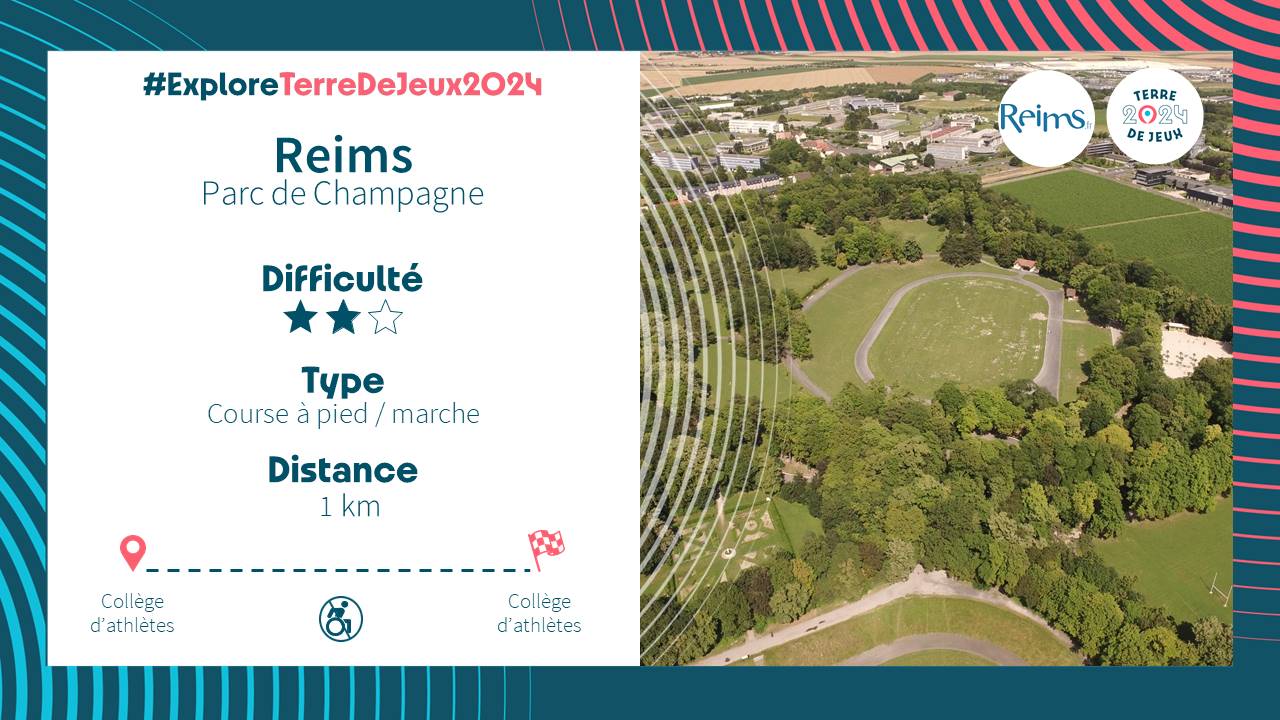 #ExploreTerreDeJeux2024
Reims
Parc de Champagne
Difficulté
Type
Course à pied / marche
Distance
1 km
Collège
d’athlètes
Collège
d’athlètes
Reims.fr
TERRE
2024
DE JEUX